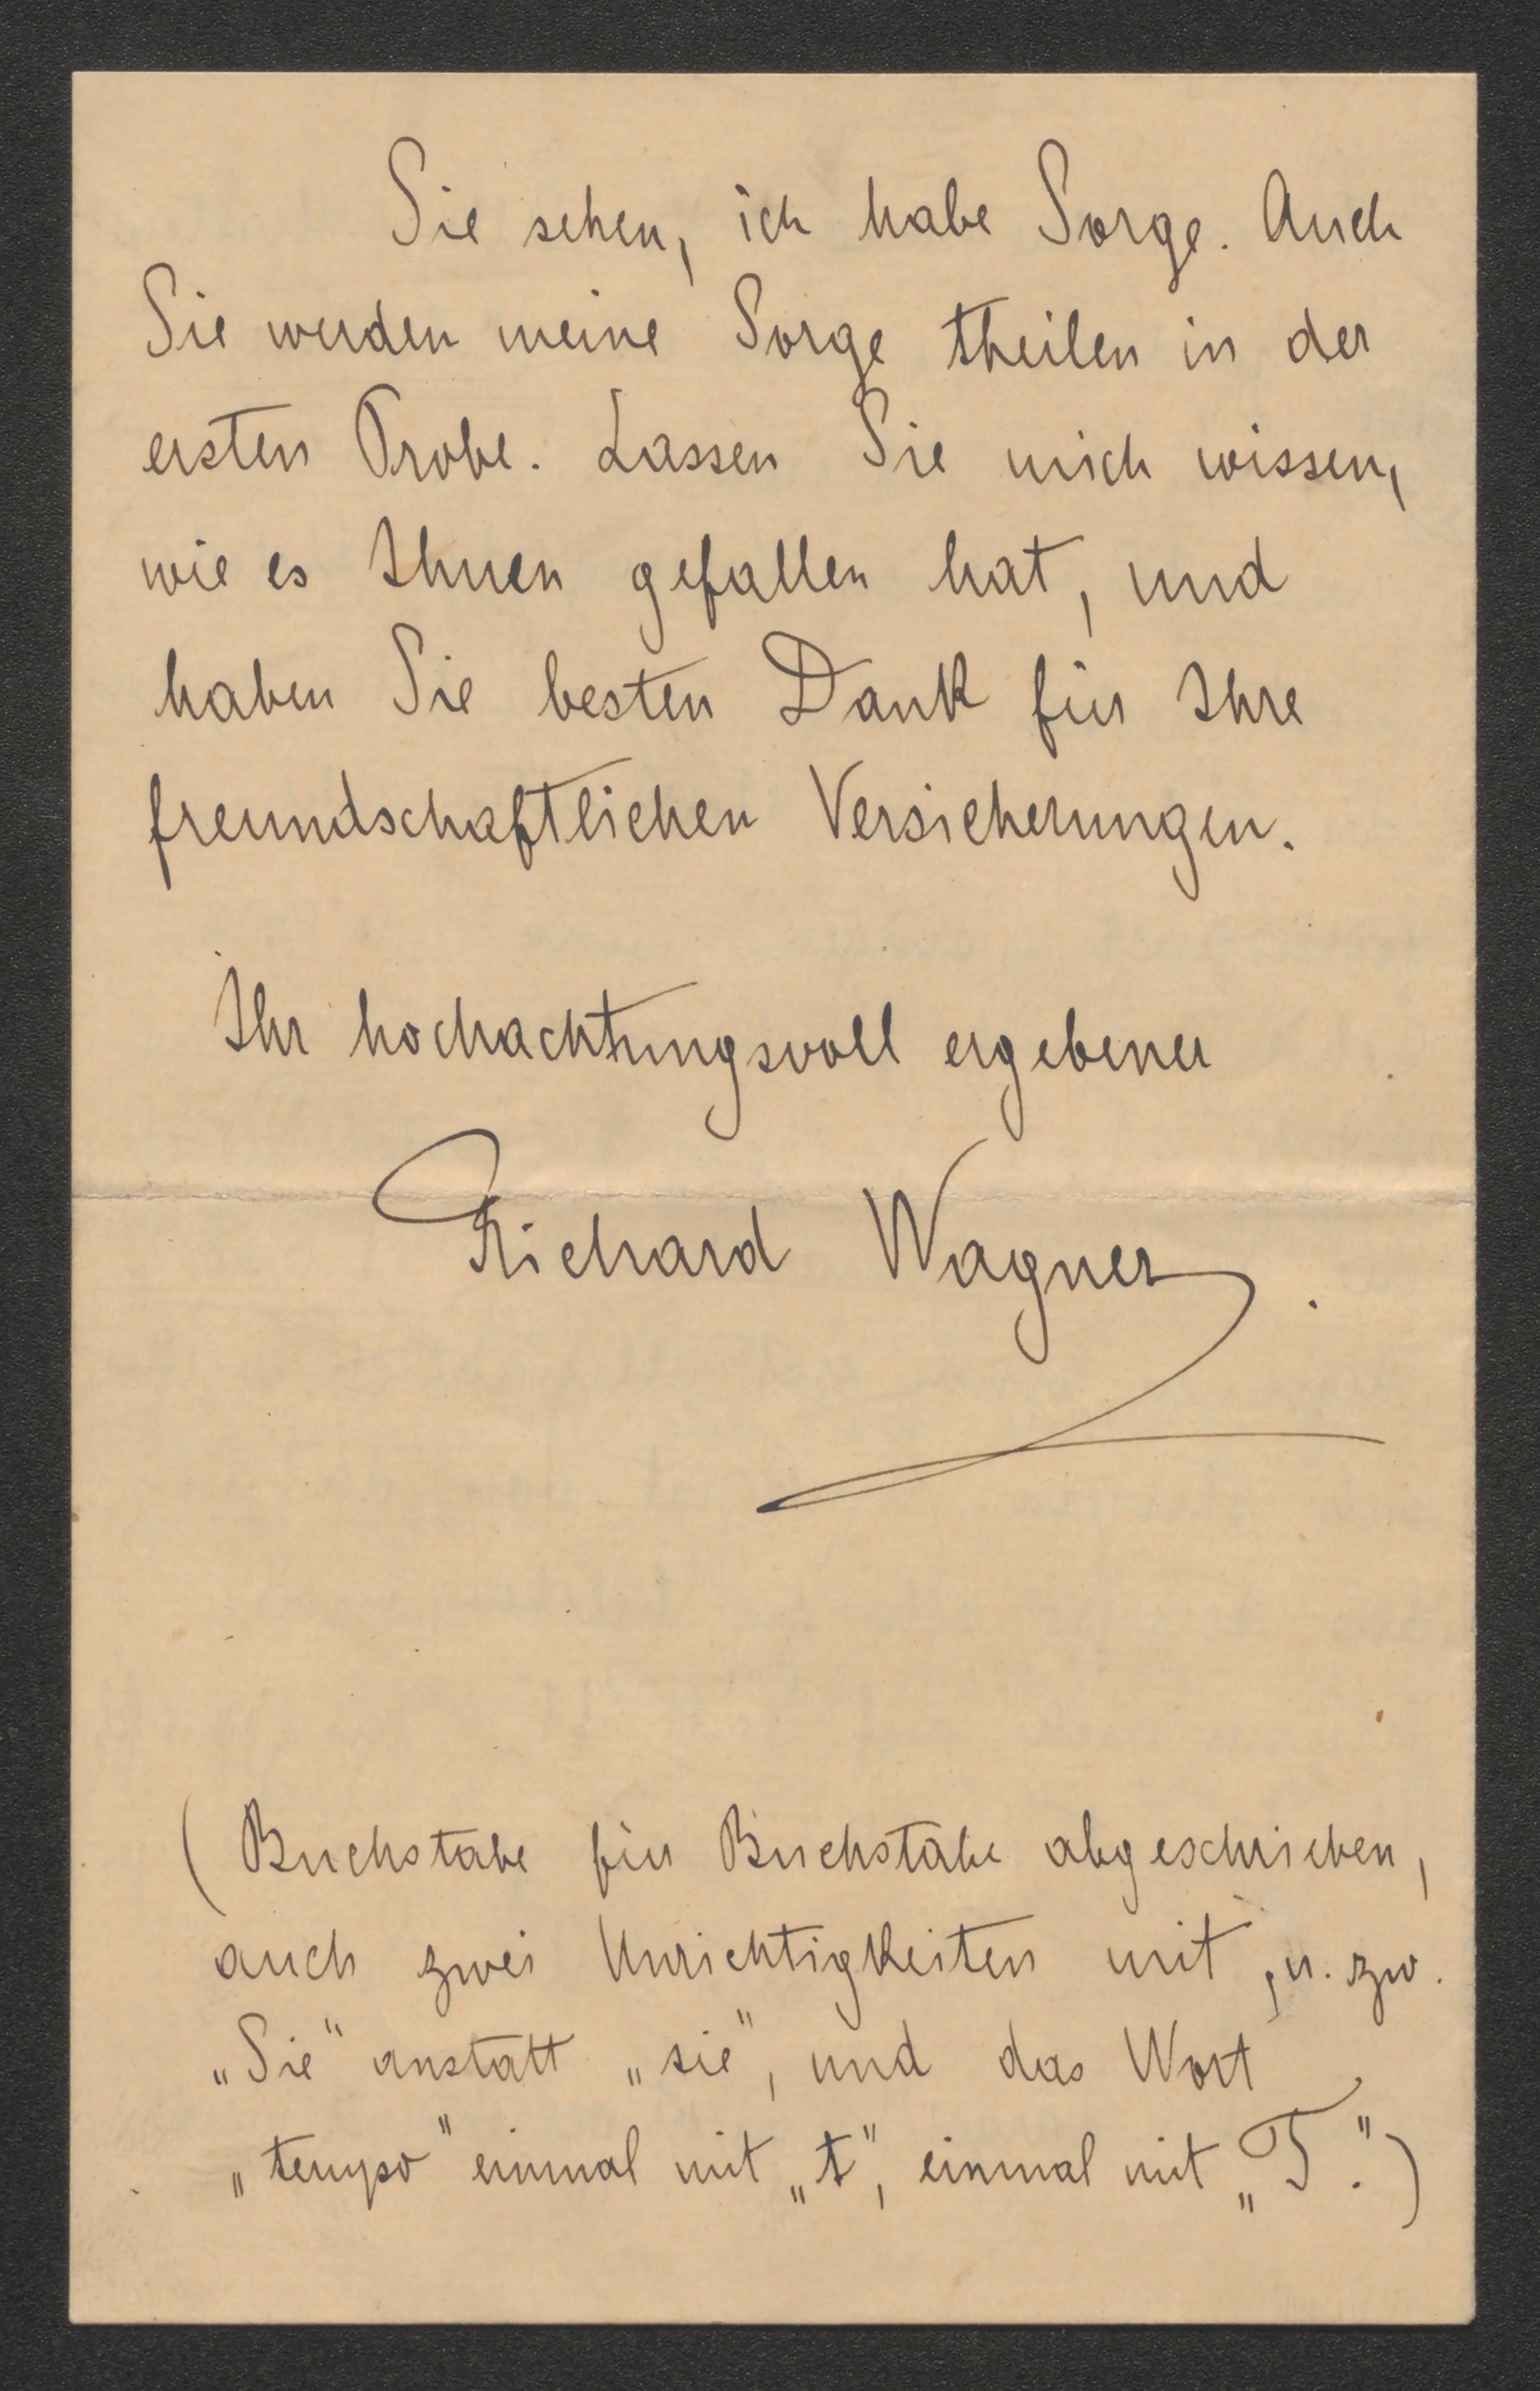 Sie sehen, ich habe Sorge. Auch
Sie werden meine Sorge theilen in der
ersten Probe. Lassen Sie mich wissen,
wie es Ihnen gefallen hat, und
haben Sie besten Dank für Ihre
freundschaftlichen Versicherungen.
Ihr hochachtungsvoll ergebener
Richard Wagner.
(Buchstabe für Buchstabe abgeschrieben,
auch zwei Unrichtigkeiten mit, u. zw.
„Sie" anstatt „sie", und das Wort
„tempo" einmal mit „t", einmal mit „T.")